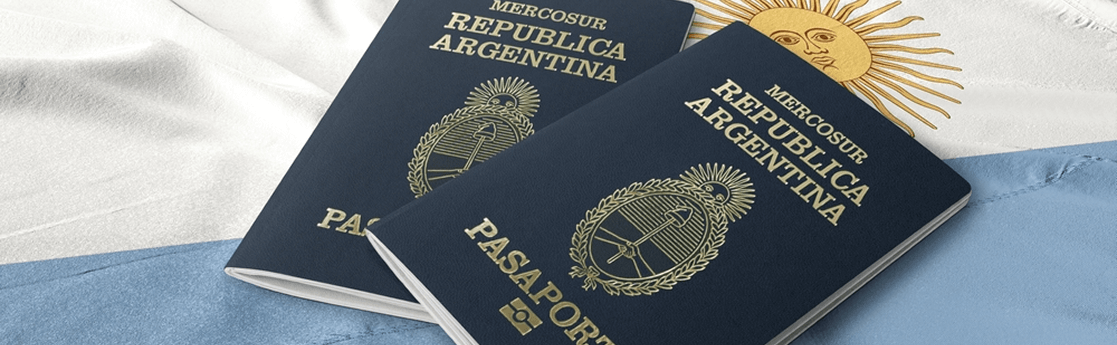 MERCOSUR
REPUBLICA
ARGENTINA
MERCOSUR
REPUBLICA
ARGENTINA